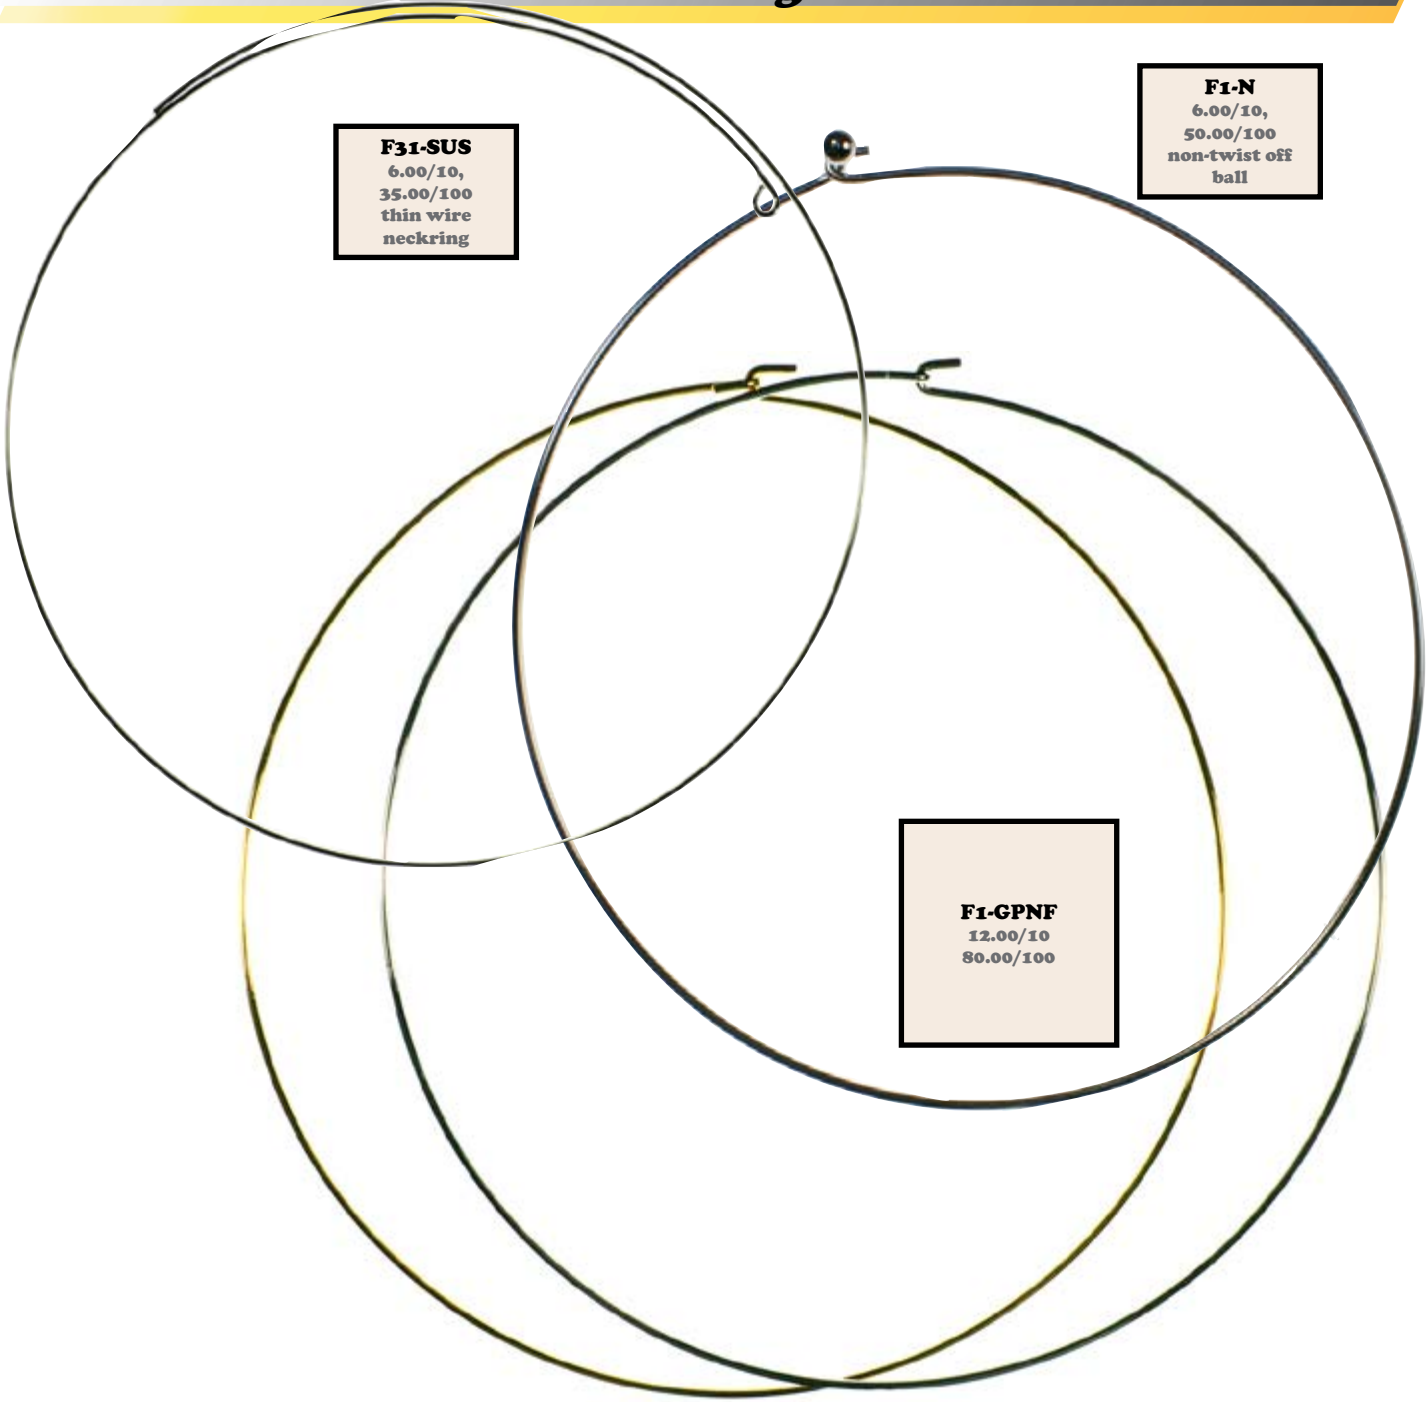 F31-SUS
6.00/10,
35.00/100
thin wire
neckring
F1-N
6.00/10,
50.00/100
non-twist off
ball
F1-GPNF
12.00/10
80.00/100